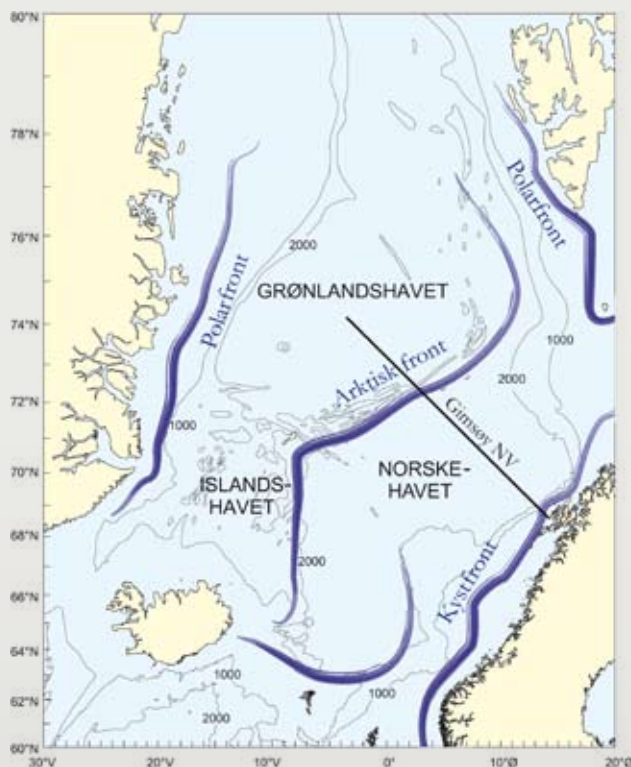 80°N
78°N
76°N
74°N
72°N
70°N
68°N
66°N
64°N
62°N
60°N
30°V
20°V
10°V
0°
10°Ø
20°Ø
Polarfront
Polarfront
2000
GRØNLANDSHAVET
1000
Arktisk front
2000
1000
Gimsøy NV
ISLANDS-
HAVET
NORSKE-
HAVET
2000
Kystfront
1000
1000
2000